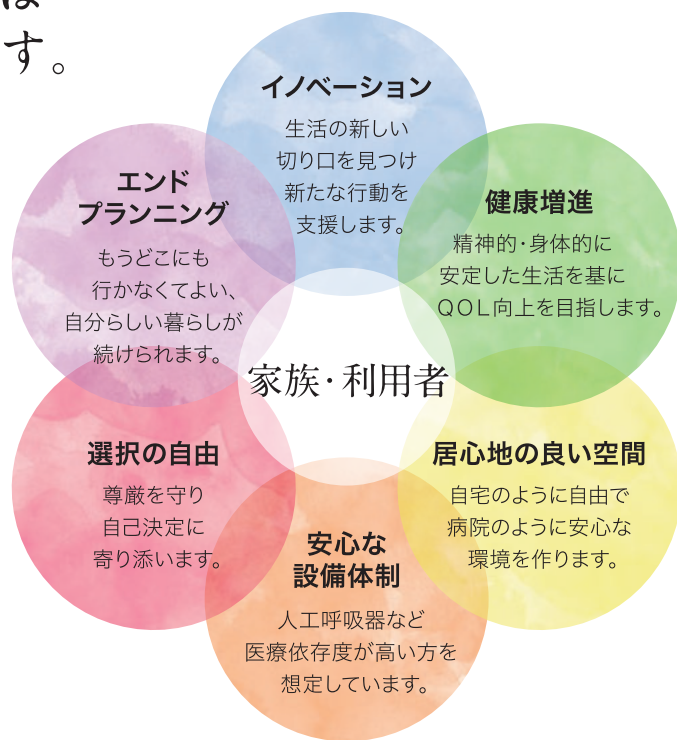 は
す。
イノベーション
生活の新しい
切り口を見つけ
新たな行動を
支援します。
健康増進
精神的・身体的に
安定した生活を基に
ＱＯＬ向上を目指します。
居心地の良い空間
自宅のように自由で
病院のように安心な
環境を作ります。
安心な
設備体制
人工呼吸器など
医療依存度が高い方を
想定しています。
選択の自由
尊厳を守り
自己決定に
寄り添います。
エンド
プランニング
もうどこにも
行かなくてよい、
自分らしい暮らしが
続けられます。
家族・利用者